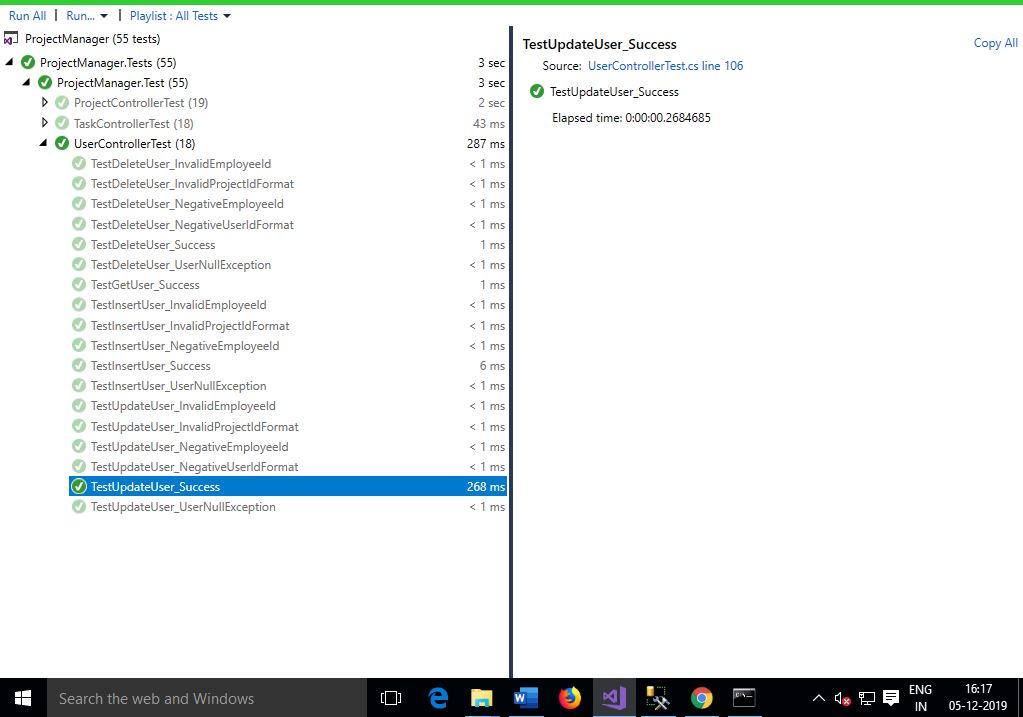 Run All | Run... | Playlist : All Tests
ProjectManager (55 tests)
ProjectManager.Tests (55) 3 sec
ProjectManager.Test (55) 3 sec
ProjectControllerTest (19) 2 sec
TaskControllerTest (18) 43 ms
UserControllerTest (18) 287 ms
TestDeleteUser_InvalidEmployeeId < 1 ms
TestDeleteUser_InvalidProjectIdFormat < 1 ms
TestDeleteUser_NegativeEmployeeId < 1 ms
TestDeleteUser_NegativeUserIdFormat < 1 ms
TestDeleteUser_Success 1 ms
TestDeleteUser_UserNullException < 1 ms
TestGetUser_Success 1 ms
TestInsertUser_InvalidEmployeeId < 1 ms
TestInsertUser_InvalidProjectIdFormat < 1 ms
TestInsertUser_NegativeEmployeeId < 1 ms
TestInsertUser_Success 6 ms
TestInsertUser_UserNullException < 1 ms
TestUpdateUser_InvalidEmployeeId < 1 ms
TestUpdateUser_InvalidProjectIdFormat < 1 ms
TestUpdateUser_NegativeEmployeeId < 1 ms
TestUpdateUser_NegativeUserIdFormat < 1 ms
TestUpdateUser_Success 268 ms
TestUpdateUser_UserNullException < 1 ms
TestUpdateUser_Success Copy All
Source: UserControllerTest.cs line 106
TestUpdateUser_Success
Elapsed time: 0:00:00.2684685
Search the web and Windows
ENG
IN
16:17
05-12-2019